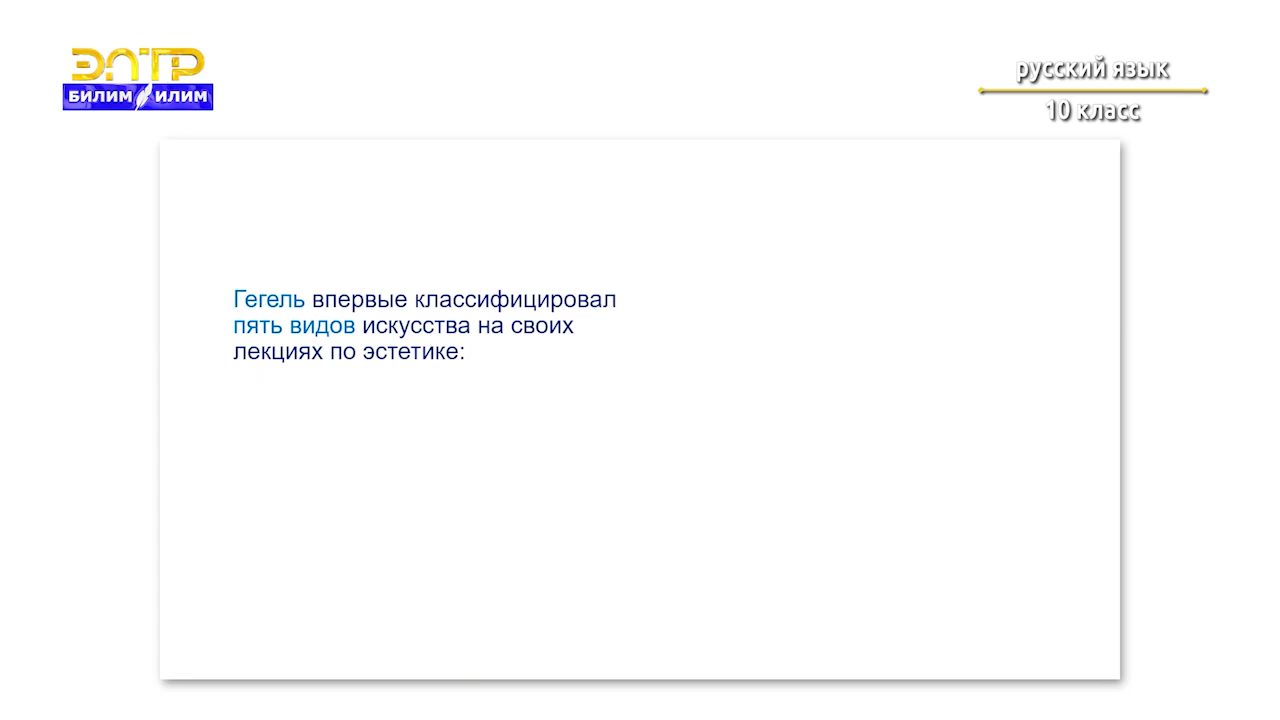 ЭЛТР
БИЛИМ ИЛИМ
русский язык
10 класс
Гегель впервые классифицировал
пять видов искусства на своих
лекциях по эстетике: